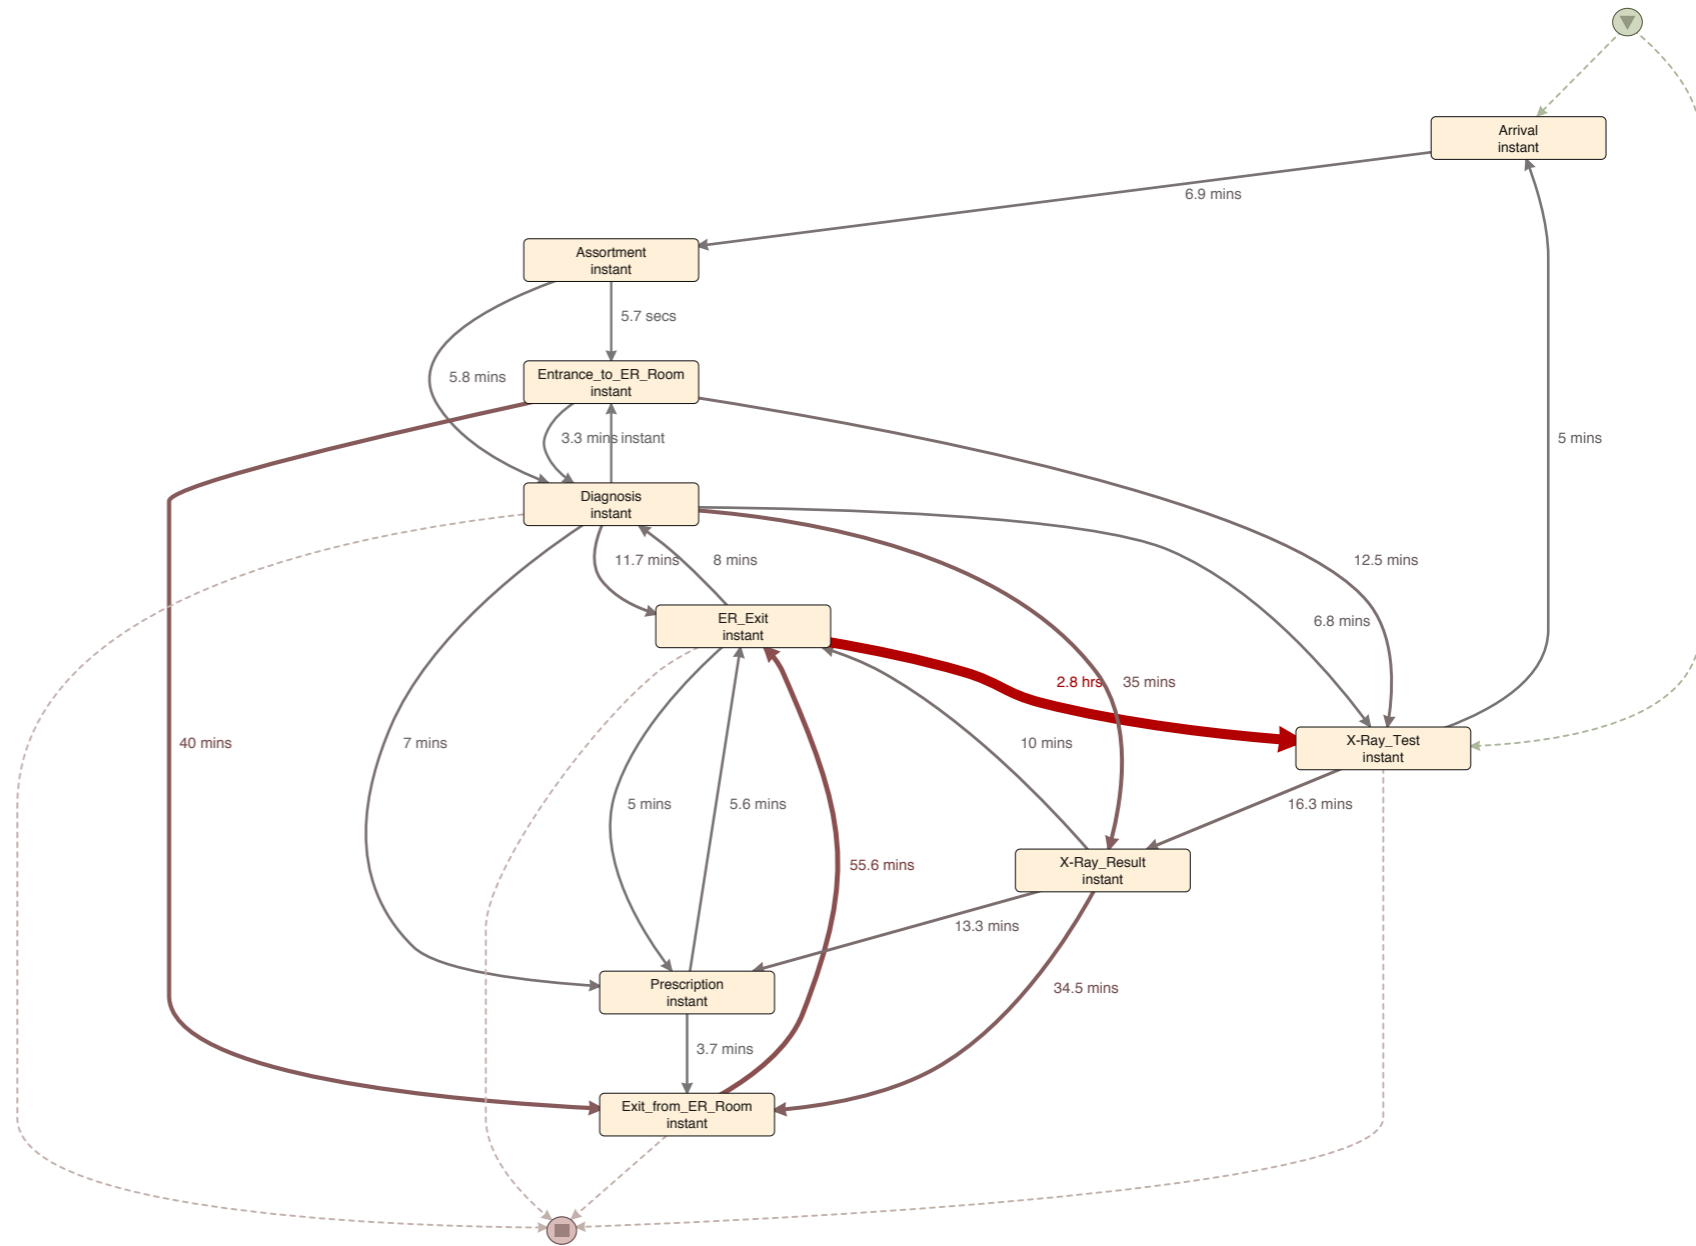 Arrival
instant
6.9 mins
Assortment
instant
5.7 secs
5.8 mins
Entrance_to_ER_Room
instant
3.3 mins
instant
5 mins
Diagnosis
instant
11.7 mins
8 mins
12.5 mins
ER_Exit
instant
6.8 mins
2.8 hrs
35 mins
40 mins
7 mins
10 mins
X-Ray_Test
instant
5 mins
5.6 mins
16.3 mins
55.6 mins
X-Ray_Result
instant
13.3 mins
Prescription
instant
34.5 mins
3.7 mins
Exit_from_ER_Room
instant